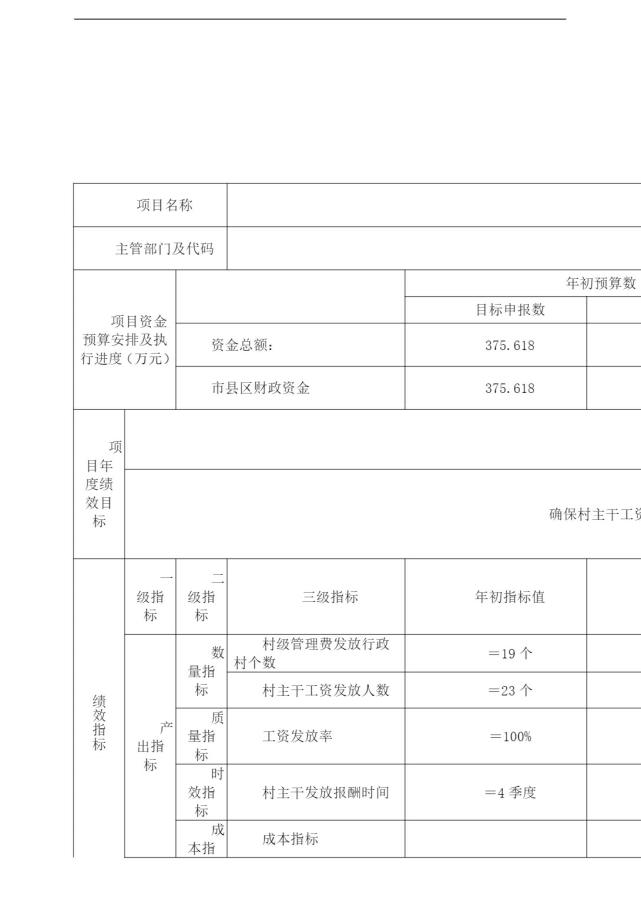 项目名称
主管部门及代码
项目资金
预算安排及执
行进度（万元）
年初预算数
目标申报数
资金总额：
375.618
市县区财政资金
375.618
项
目年
度绩
效目
标
确保村主干工
绩
效
指
标
一
级指
标
二
级指
标
三级指标
年初指标值
产
出指
标
数
量指
标
村级管理费发放行政
村个数
＝19 个
村主干工资发放人数
＝23 个
质
量指
标
工资发放率
＝100%
时
效指
标
村主干发放报酬时间
＝4 季度
成
本指
成本指标